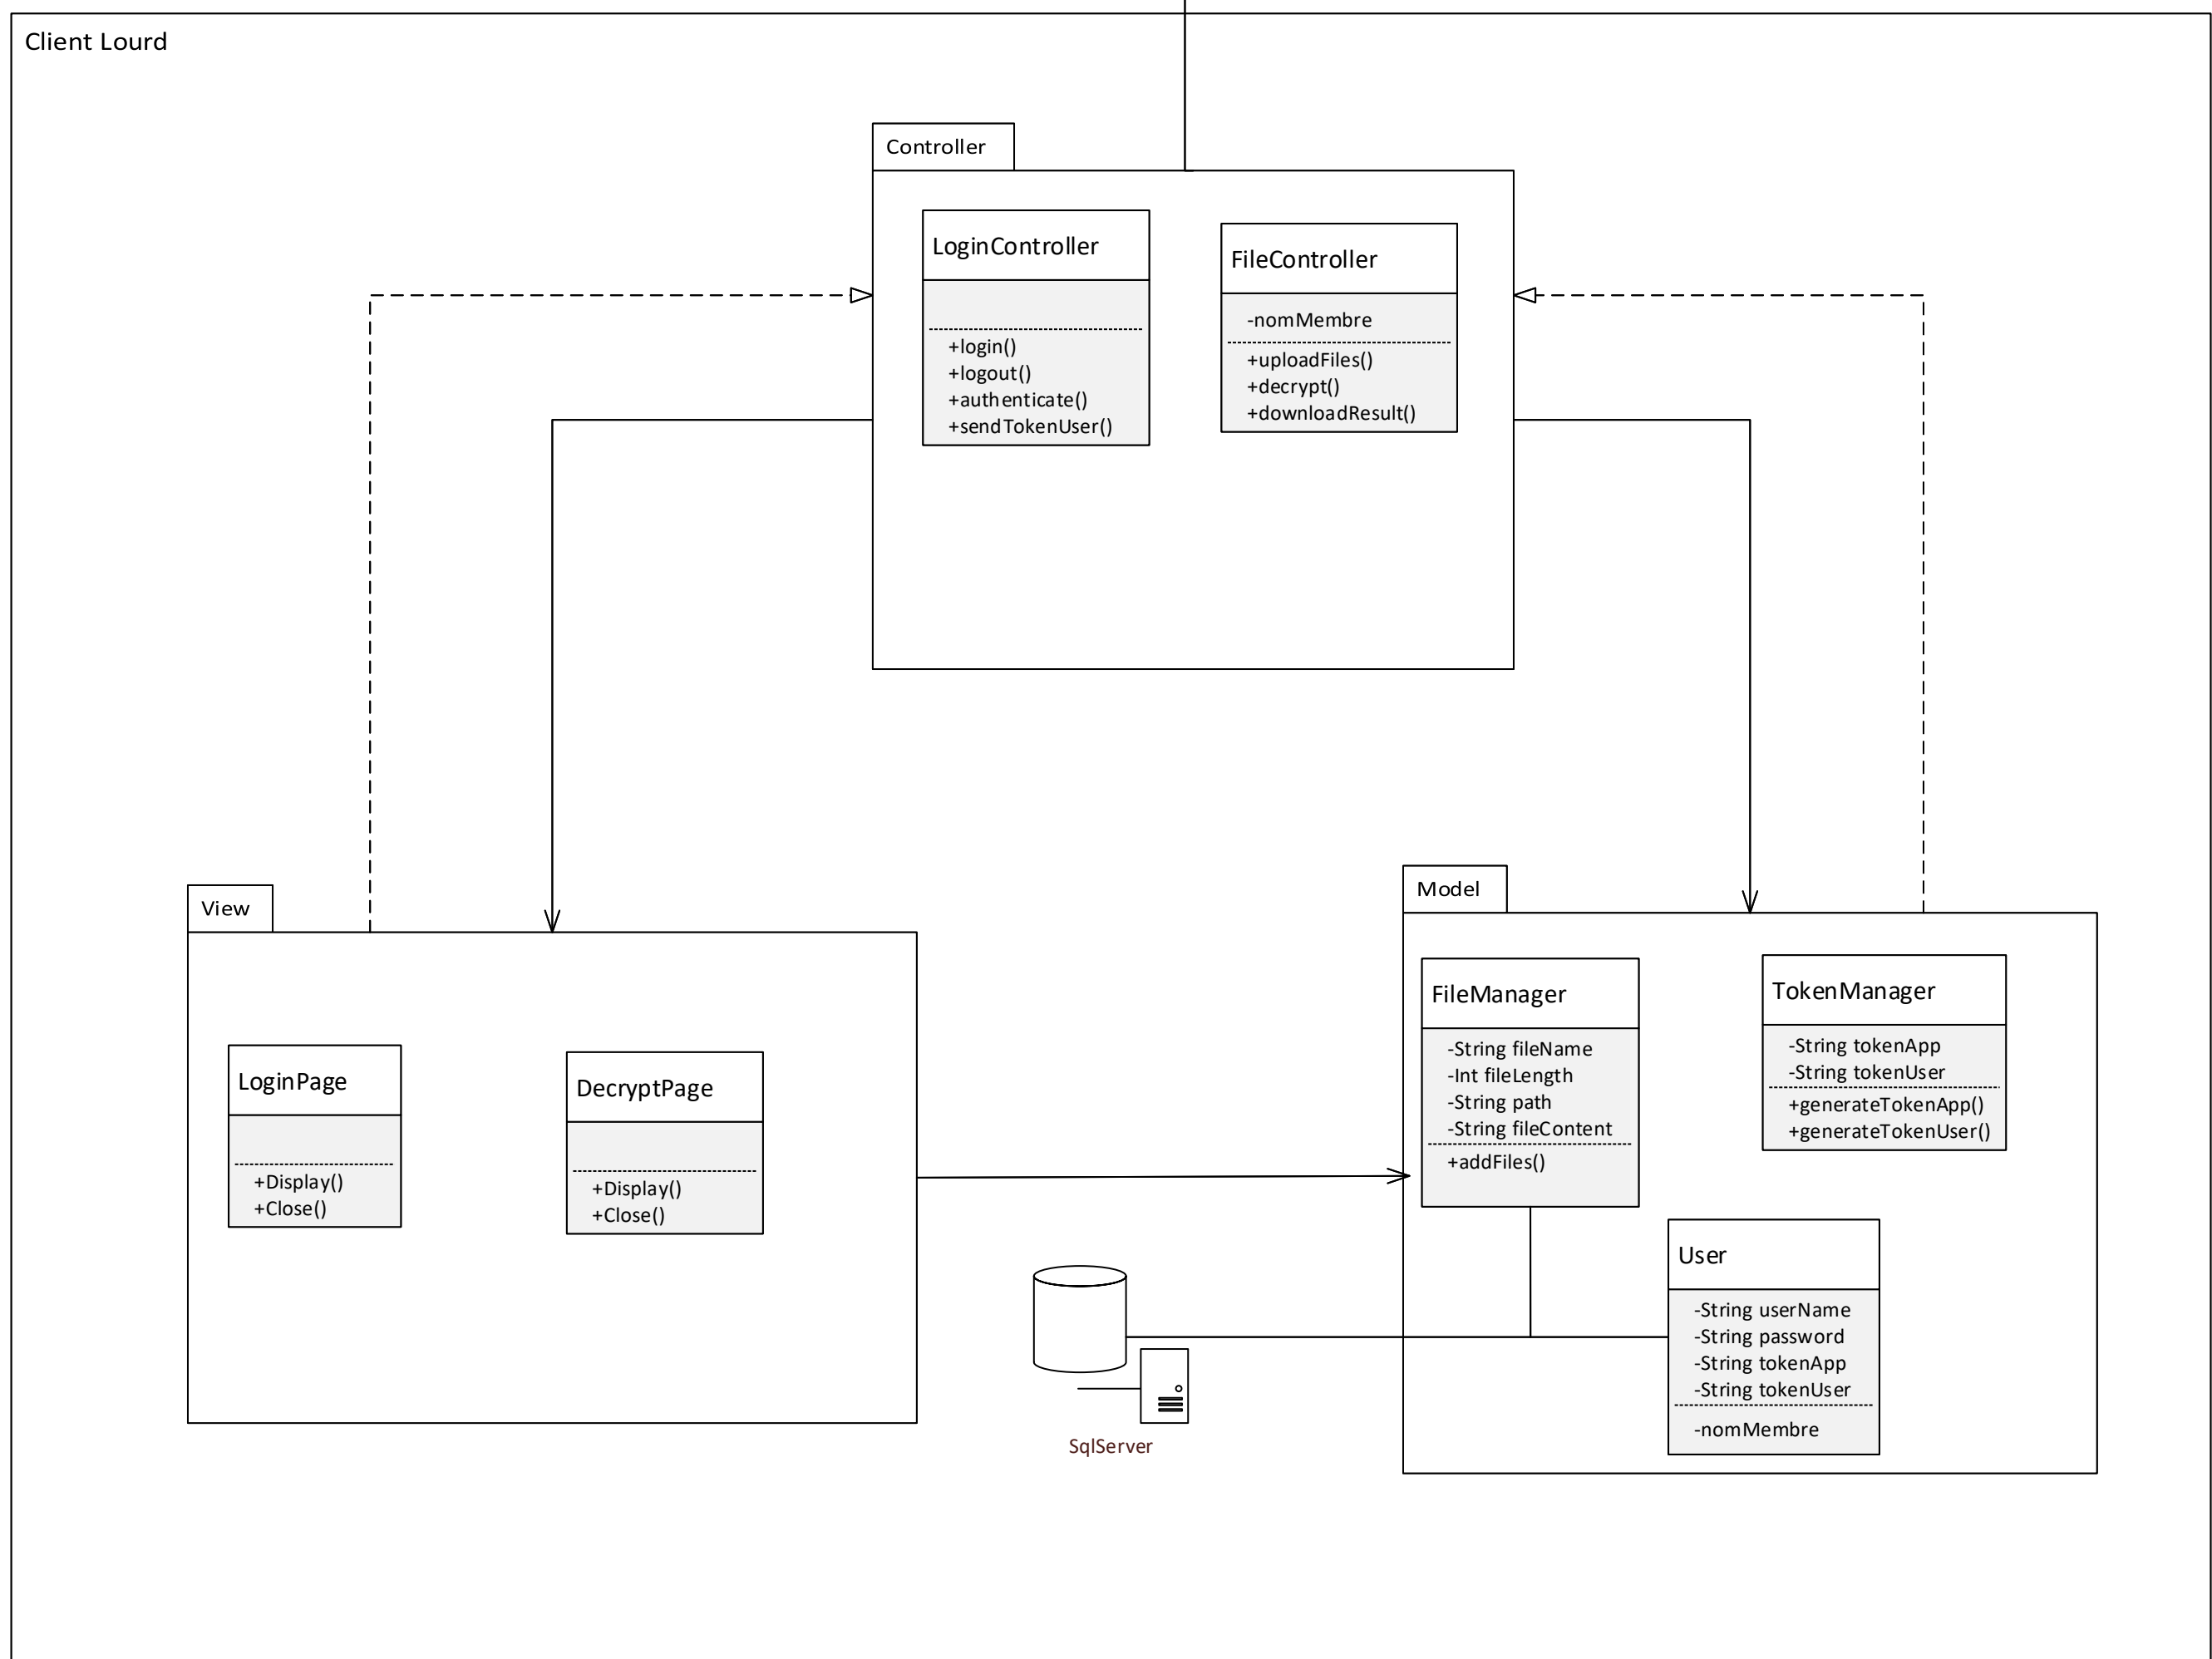 Client Lourd
Controller
LoginController
+login()
+logout()
+authenticate()
+sendTokenUser()
FileController
-nomMembre
+uploadFiles()
+decrypt()
+downloadResult()
View
LoginPage
+Display()
+Close()
DecryptPage
+Display()
+Close()
Model
FileManager
-String fileName
-Int fileLength
-String path
-String fileContent
+addFiles()
TokenManager
-String tokenApp
-String tokenUser
+generateTokenApp()
+generateTokenUser()
User
-String userName
-String password
-String tokenApp
-String tokenUser
-nomMembre
SqlServer